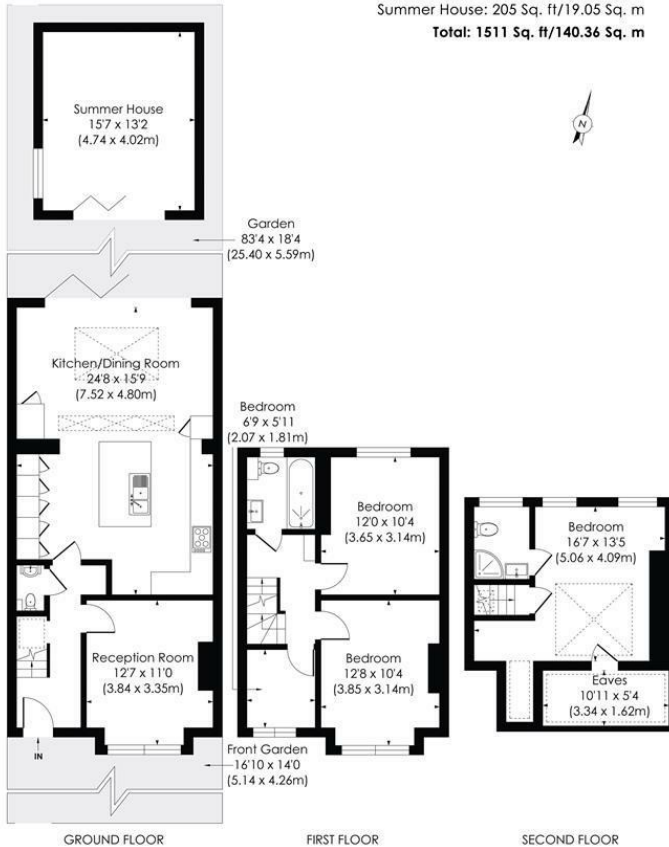 Summer House: 205 Sq. ft/19.05 Sq. m
Total: 1511 Sq. ft/140.36 Sq. m
N
Summer House
15'7 x 13'2
(4.74 x 4.02m)
Garden
83'4 x 18'4
(25.40 x 5.59m)
Kitchen/Dining Room
24'8 x 15'9
(7.52 x 4.80m)
Bedroom
6'9 x 5'11
(2.07 x 1.81m)
Bedroom
12'0 x 10'4
(3.65 x 3.14m)
Bedroom
16'7 x 13'5
(5.06 x 4.09m)
Reception Room
12'7 x 11'0
(3.84 x 3.35m)
Bedroom
12'8 x 10'4
(3.85 x 3.14m)
Eaves
10'11 x 5'4
(3.34 x 1.62m)
IN
Front Garden
16'10 x 14'0
(5.14 x 4.26m)
GROUND FLOOR
FIRST FLOOR
SECOND FLOOR